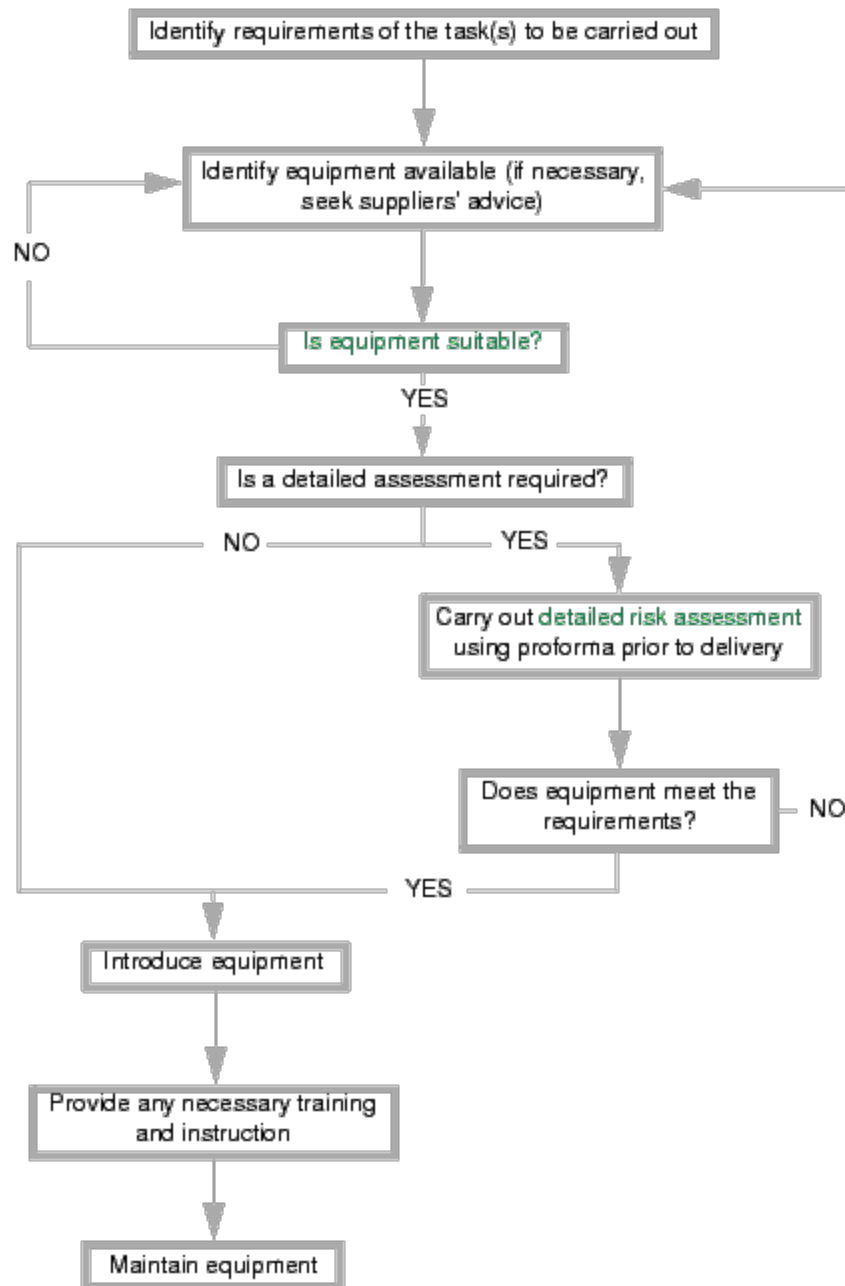 Identify requirements of the task(s) to be carried out
Identify equipment available (if necessary,
seek suppliers' advice)
NO
Is equipment suitable?
YES
Is a detailed assessment required?
NO
YES
Carry out detailed risk assessment
using proforma prior to delivery
Does equipment meet the
requirements?
NO
YES
Introduce equipment
Provide any necessary training
and instruction
Maintain equipment